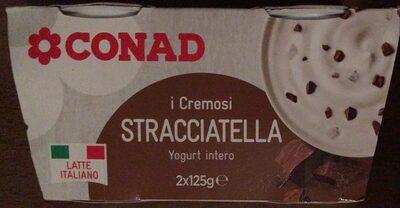 CONAD
i Cremosi
STRACCIATELLA
Yogurt intero
LATTE
ITALIANO
2x125g℮